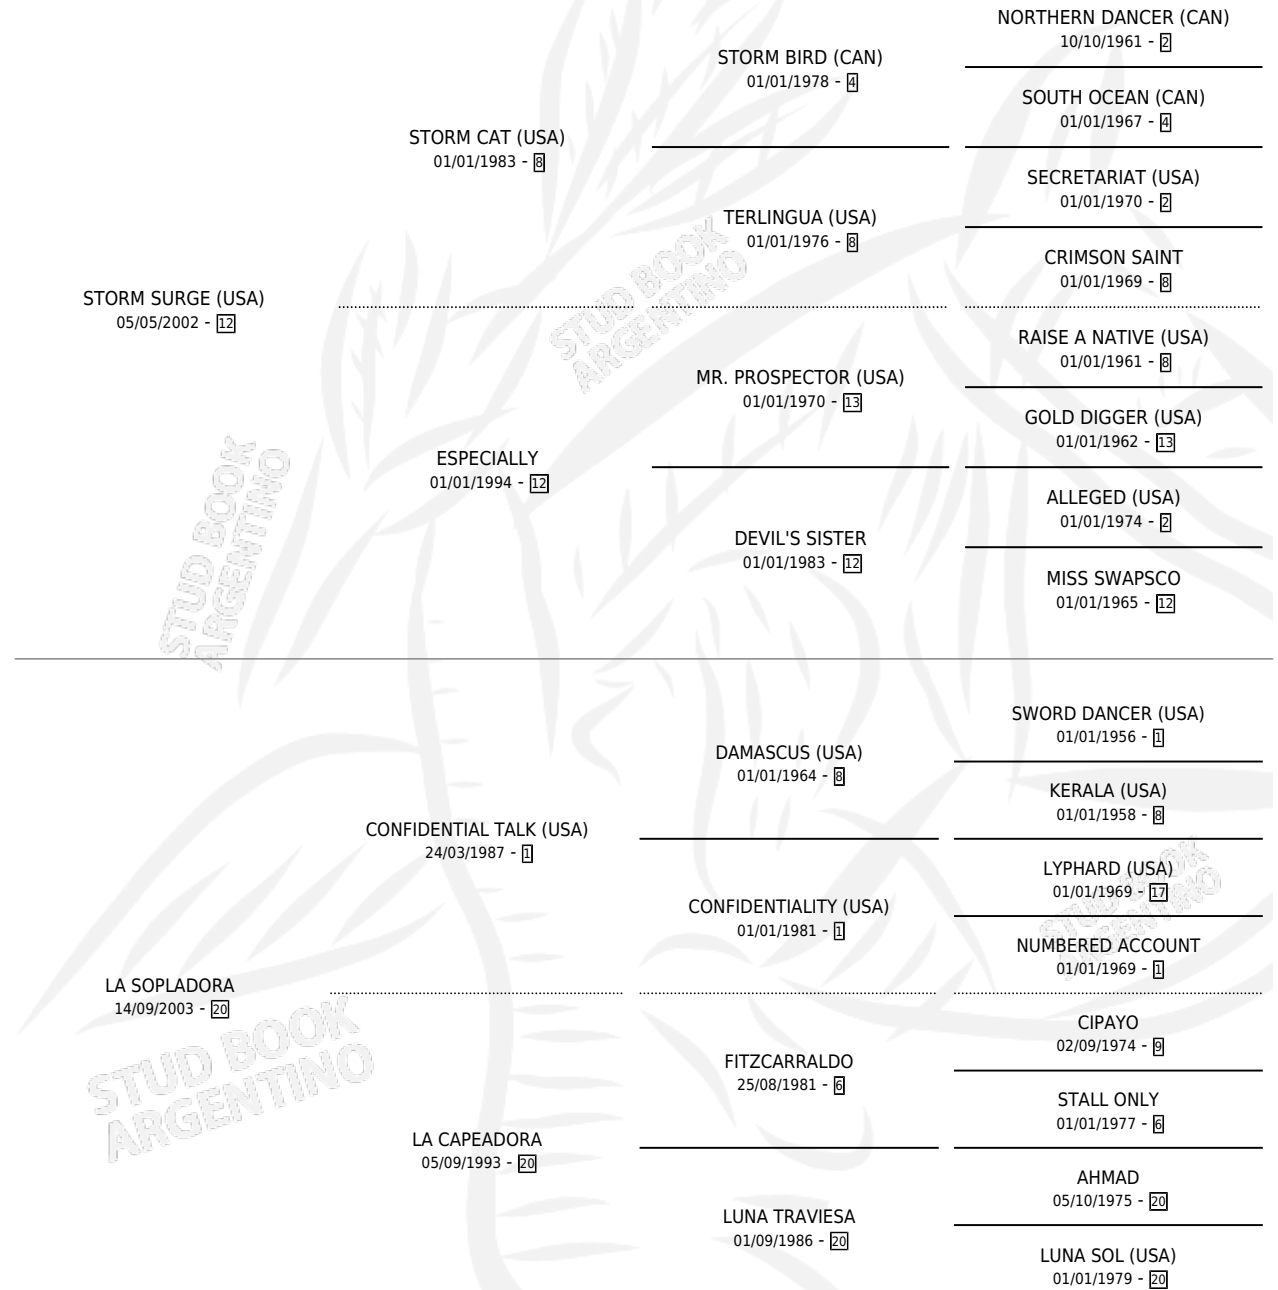 NORTHERN DANCER (CAN)
10/10/1961 - 2
STORM BIRD (CAN)
01/01/1978 - 4
SOUTH OCEAN (CAN)
01/01/1967 - 4
STORM CAT (USA)
01/01/1983 - 8
SECRETARIAT (USA)
01/01/1970 - 2
TERLINGUA (USA)
01/01/1976 - 8
CRIMSON SAINT
01/01/1969 - 8
STORM SURGE (USA)
05/05/2002 - 12
RAISE A NATIVE (USA)
01/01/1961 - 8
MR. PROSPECTOR (USA)
01/01/1970 - 13
GOLD DIGGER (USA)
01/01/1962 - 13
ESPECIALLY
01/01/1994 - 12
ALLEGED (USA)
01/01/1974 - 2
DEVIL'S SISTER
01/01/1983 - 12
MISS SWAPSCO
01/01/1965 - 12
SWORD DANCER (USA)
01/01/1956 - 1
DAMASCUS (USA)
01/01/1964 - 8
KERALA (USA)
01/01/1958 - 8
CONFIDENTIAL TALK (USA)
24/03/1987 - 1
LYPHARD (USA)
01/01/1969 - 17
CONFIDENTIALITY (USA)
01/01/1981 - 1
NUMBERED ACCOUNT
01/01/1969 - 1
LA SOPLADORA
14/09/2003 - 20
CIPAYO
02/09/1974 - 9
FITZCARRALDO
25/08/1981 - 6
STALL ONLY
01/01/1977 - 6
LA CAPEADORA
05/09/1993 - 20
AHMAD
05/10/1975 - 20
LUNA TRAVIESA
01/09/1986 - 20
LUNA SOL (USA)
01/01/1979 - 20
STUD BOOK
ARGENTINO
STUD BOOK
ARGENTINO
STUD BOOK
ARGENTINO
STUD BOOK
ARGENTINO